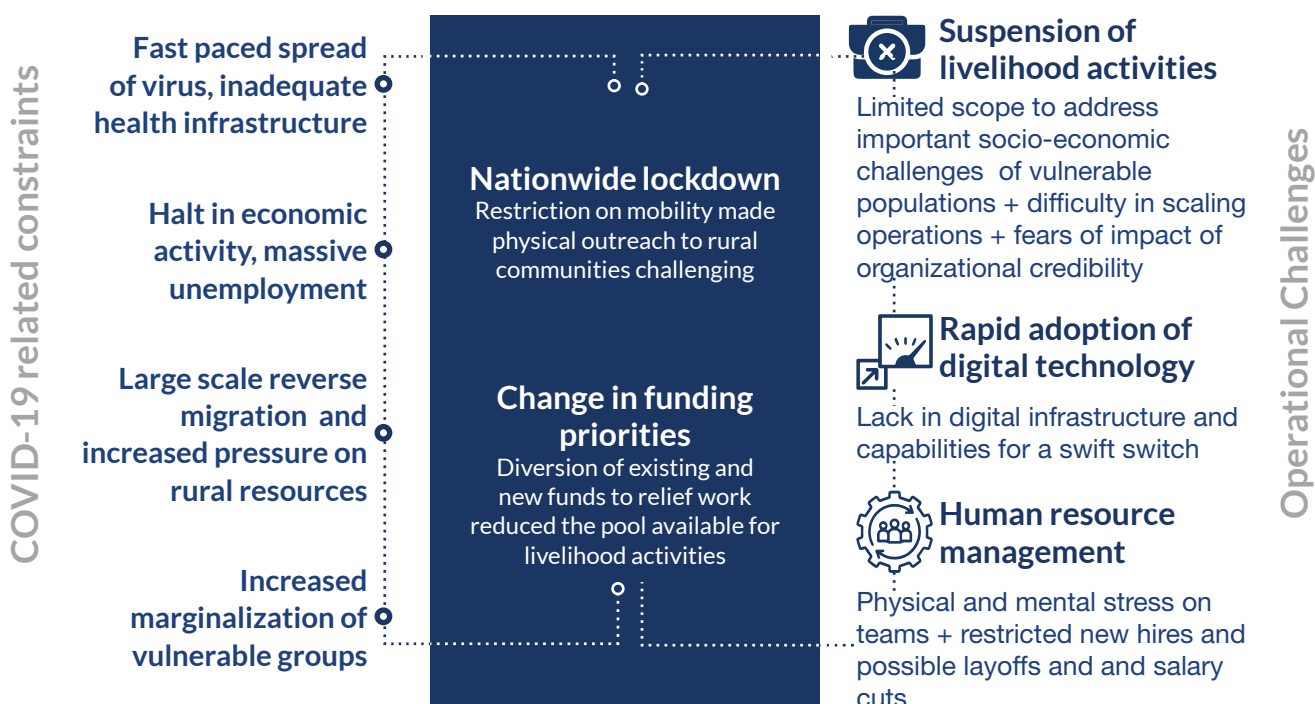 COVID-19 related constraints
Fast paced spread
of virus, inadequate
health infrastructure
Halt in economic
activity, massive
unemployment
Large scale reverse
migration and
increased pressure on
rural resources
Increased
marginalization of
vulnerable groups
Nationwide lockdown
Restriction on mobility made
physical outreach to rural
communities challenging
Change in funding
priorities
Diversion of existing and
new funds to relief work
reduced the pool available for
livelihood activities
Suspension of
livelihood activities
Limited scope to address
important socio-economic
challenges of vulnerable
populations + difficulty in scaling
operations + fears of impact of
organizational credibility
Rapid adoption of
digital technology
Lack in digital infrastructure and
capabilities for a swift switch
Human resource
management
Physical and mental stress on
teams + restricted new hires and
possible layoffs and and salary
cuts
Operational Challenges